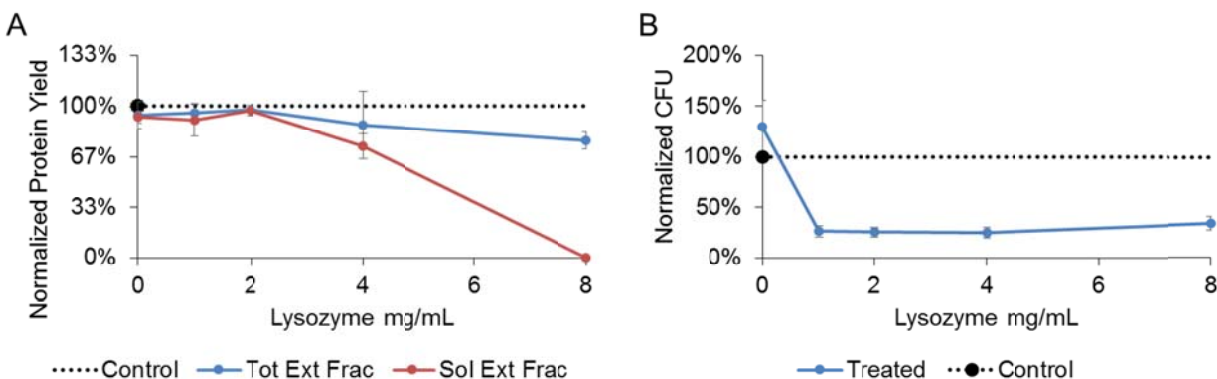 A
Normalized Protein Yield
133%
100%
67%
33%
0%
0 2 4 6 8
Lysozyme mg/mL
Control Tot Ext Frac Sol Ext Frac
B
Normalized CFU
200%
150%
100%
50%
0%
0 2 4 6 8
Lysozyme mg/mL
Treated Control